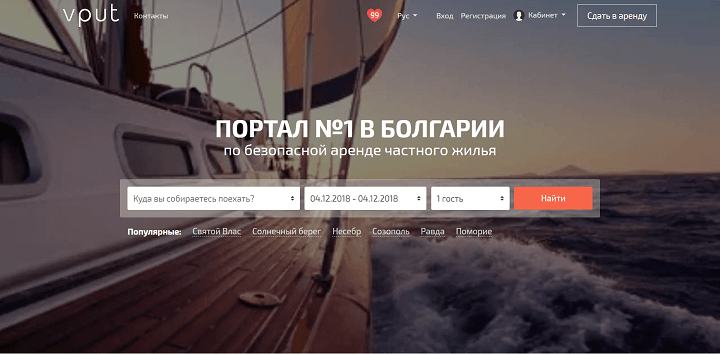 vput
Контакты
99
Рус
Вход
Регистрация
Кабинет
Сдать в аренду
ПОРТАЛ №1 В БОЛГАРИИ
по безопасной аренде частного жилья
Куда вы собираетесь поехать?
04.12.2018 - 04.12.2018
1 гость
Найти
Популярные: Святой Влас Солнечный берег Несебр Созополь Равда Поморие